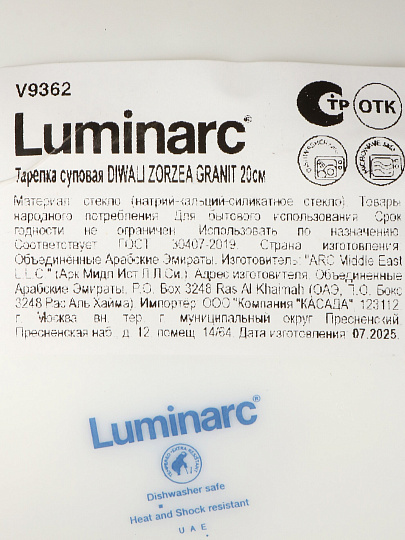 V9362
ТР ОТК
Luminarc®
Тарелка суповая DIWALI ZORZEA GRANIT 20см
Материал стекло (натрий-кальций-силикатное стекло) Товары
народного потребления Для бытового использования Срок
годности не ограничен Использовать по назначению
Соответствует ГОСТ 30407-2019. Страна изготовления
Объединённые Арабские Эмираты. Изготовитель: "ARC Middle East
L.L.C." (Арк Мидл Ист Л Л Си.) Адрес изготовителя. Объединенные
Арабские Эмираты, P.O. Box 3248 Ras Al Khaimah (ОАЭ, П.О. Бокс
3248 Рас Аль Хайма) Импортер ООО "Компания "КАСАДА" 123112
г. Москва вн. тер. г. муниципальный округ Пресненский
Пресненская наб. д. 12 помещ 14/64. Дата изготовления: 07.2025.
Luminarc®
Dishwasher safe
Heat and Shock resistant
UAE